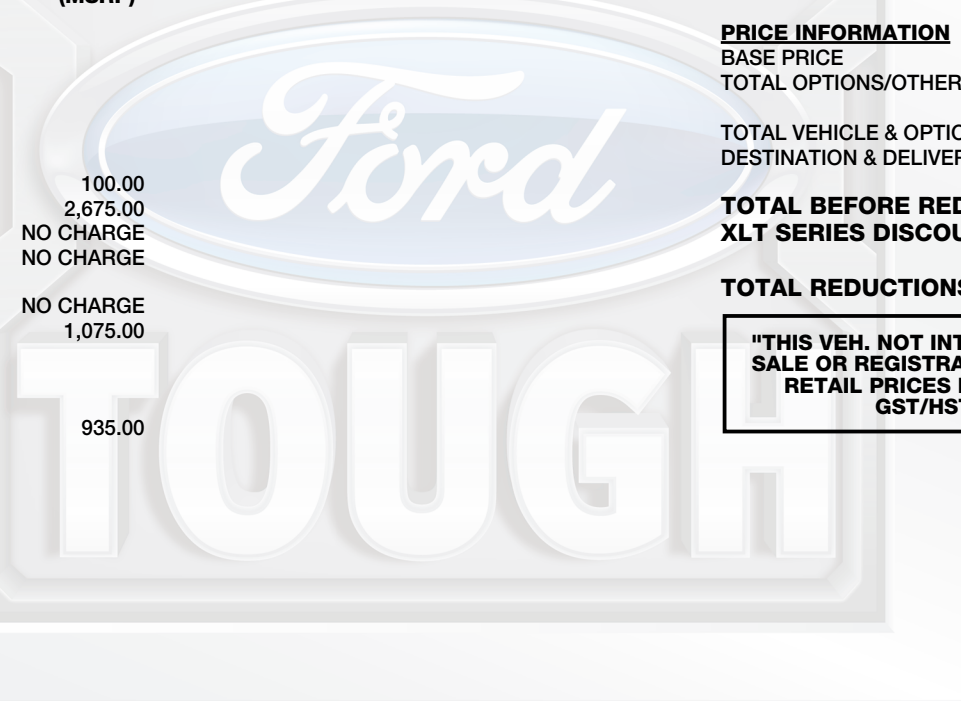 (MSRP)
100.00
2,675.00
NO CHARGE
NO CHARGE
NO CHARGE
1,075.00
935.00
Ford
TOUGH
PRICE INFORMATION
BASE PRICE
TOTAL OPTIONS/OTHER
TOTAL VEHICLE & OPTIO
DESTINATION & DELIVER
TOTAL BEFORE RED
XLT SERIES DISCOU
TOTAL REDUCTIONS
"THIS VEH. NOT INT
SALE OR REGISTRA
RETAIL PRICES
GST/HST